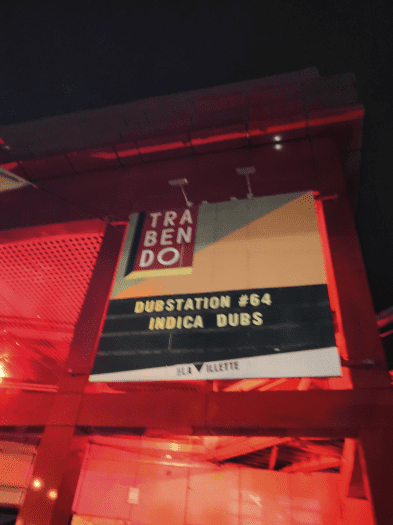 TRA
BEN
DO
DUBSTATION #64
INDICA DUBS
LA VILLETTE